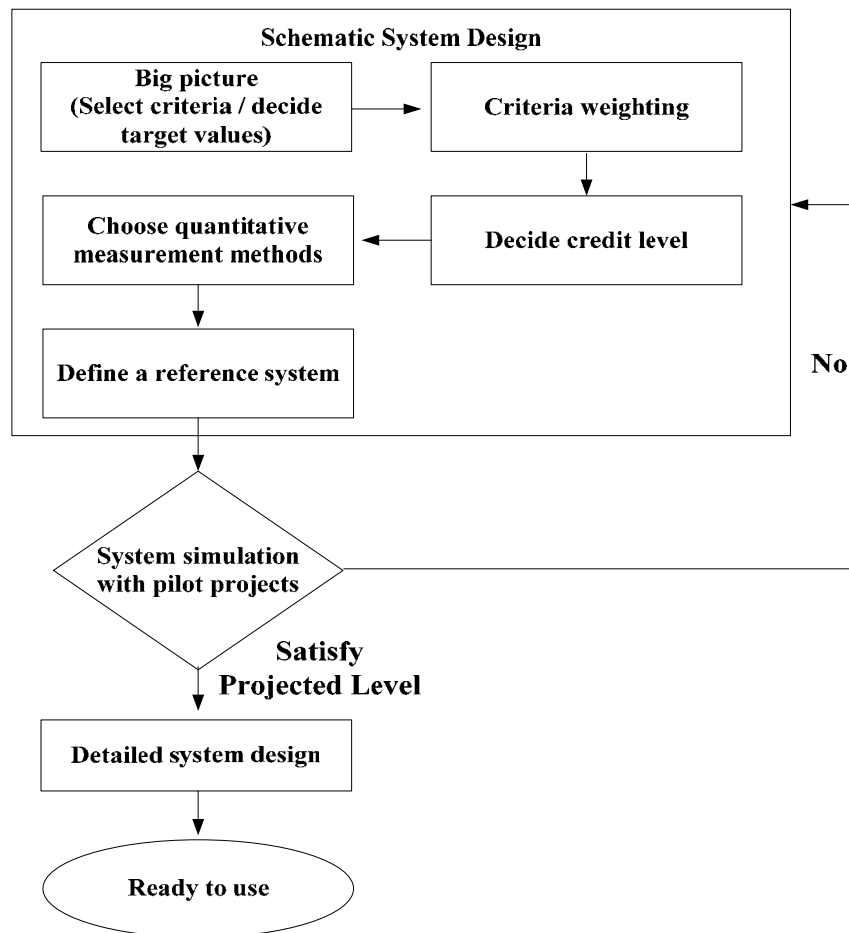 Schematic System Design
Big picture
(Select criteria / decide
target values)
Criteria weighting
Choose quantitative
measurement methods
Decide credit level
Define a reference system
No
System simulation
with pilot projects
Satisfy
Projected Level
Detailed system design
Ready to use